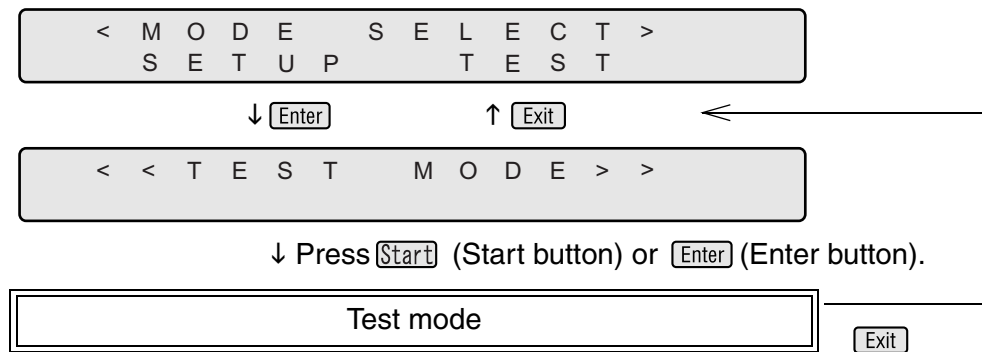 < MODE SELECT >
SETUP TEST
↓ Enter ↑ Exit
< < TEST MODE > >
↓ Press Start (Start button) or Enter (Enter button).
Test mode
Exit